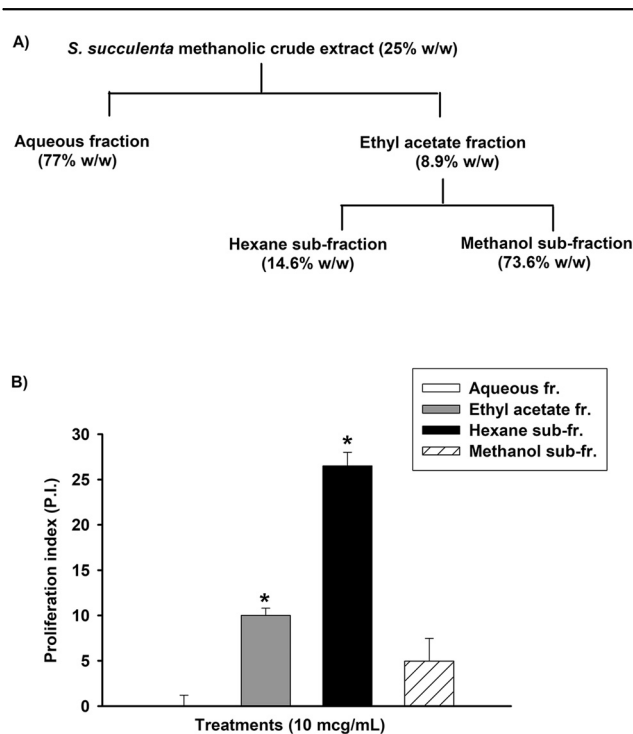 A)
S. succulenta methanolic crude extract (25% w/w)
Aqueous fraction
(77% w/w)
Ethyl acetate fraction
(8.9% w/w)
Hexane sub-fraction
(14.6% w/w)
Methanol sub-fraction
(73.6% w/w)
B)
Aqueous fr.
Ethyl acetate fr.
Hexane sub-fr.
Methanol sub-fr.
Proliferation index (P.I.)
30
25
20
15
10
5
0
*
*
Treatments (10 mcg/mL)